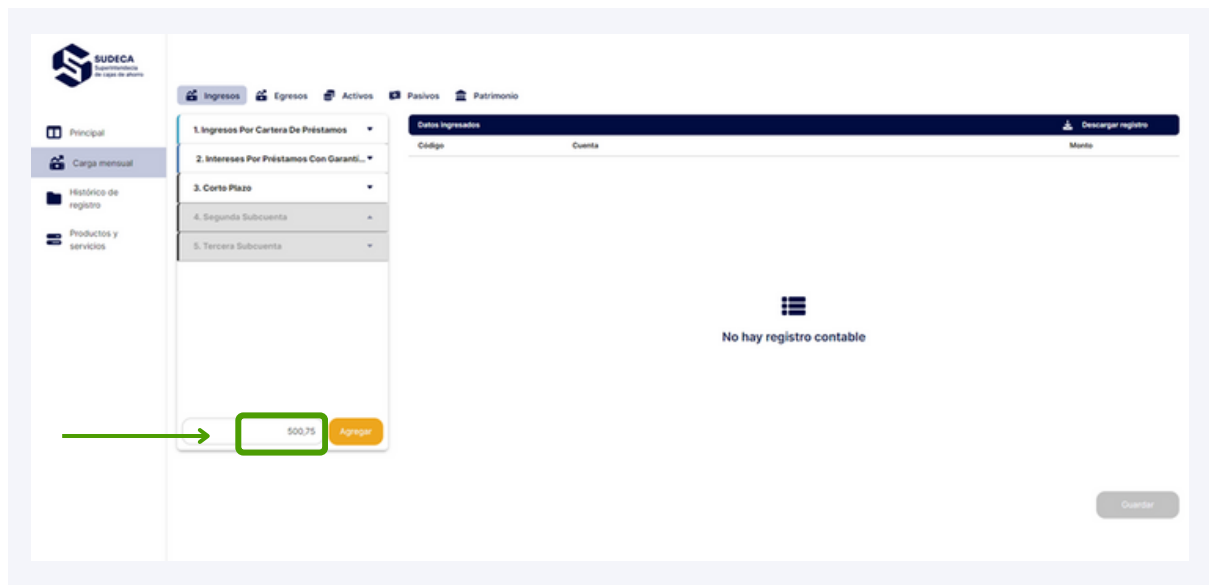 SUDECA
Superintendencia
de cajas de ahorro
Ingresos Egresos Activos Pasivos Patrimonio
Principal
Carga mensual
Histórico de
registro
Productos y
servicios
1. Ingresos Por Cartera De Préstamos
2. Intereses Por Préstamos Con Garantí...
3. Corto Plazo
4. Segunda Subcuenta
5. Tercera Subcuenta
500,75 Agregar
Datos ingresados Descargar registro
Código Cuenta Monto
No hay registro contable
Guardar